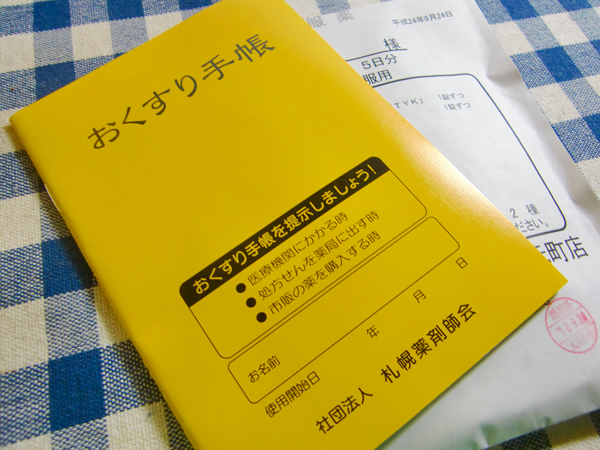 おくすり手帳
おくすり手帳を提示しましょう!
●医療機関にかかる時
●処方せんを薬局に出す時
●市販の薬を購入する時
お名前
使用開始日 年 月 日
社団法人 札幌薬剤師会
服薬
平成24年9月24日
様
5日分
服用
TYK」 1錠ずつ
1錠ずつ
2 種
ださい。
町店